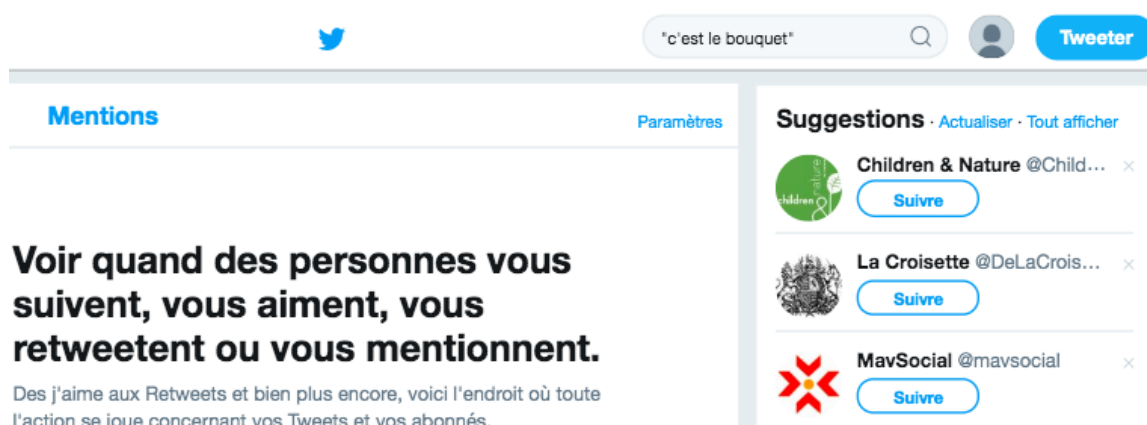 "c'est le bouquet"
Tweeter
Mentions
Paramètres
Voir quand des personnes vous
suivent, vous aiment, vous
retweetent ou vous mentionnent.
Des j'aime aux Retweets et bien plus encore, voici l'endroit où toute
l'action se joue concernant vos Tweets et vos abonnés.
Suggestions · Actualiser · Tout afficher
children & nature
Children & Nature @Child...
Suivre
La Croisette @DeLaCrois...
Suivre
MavSocial @mavsocial
Suivre